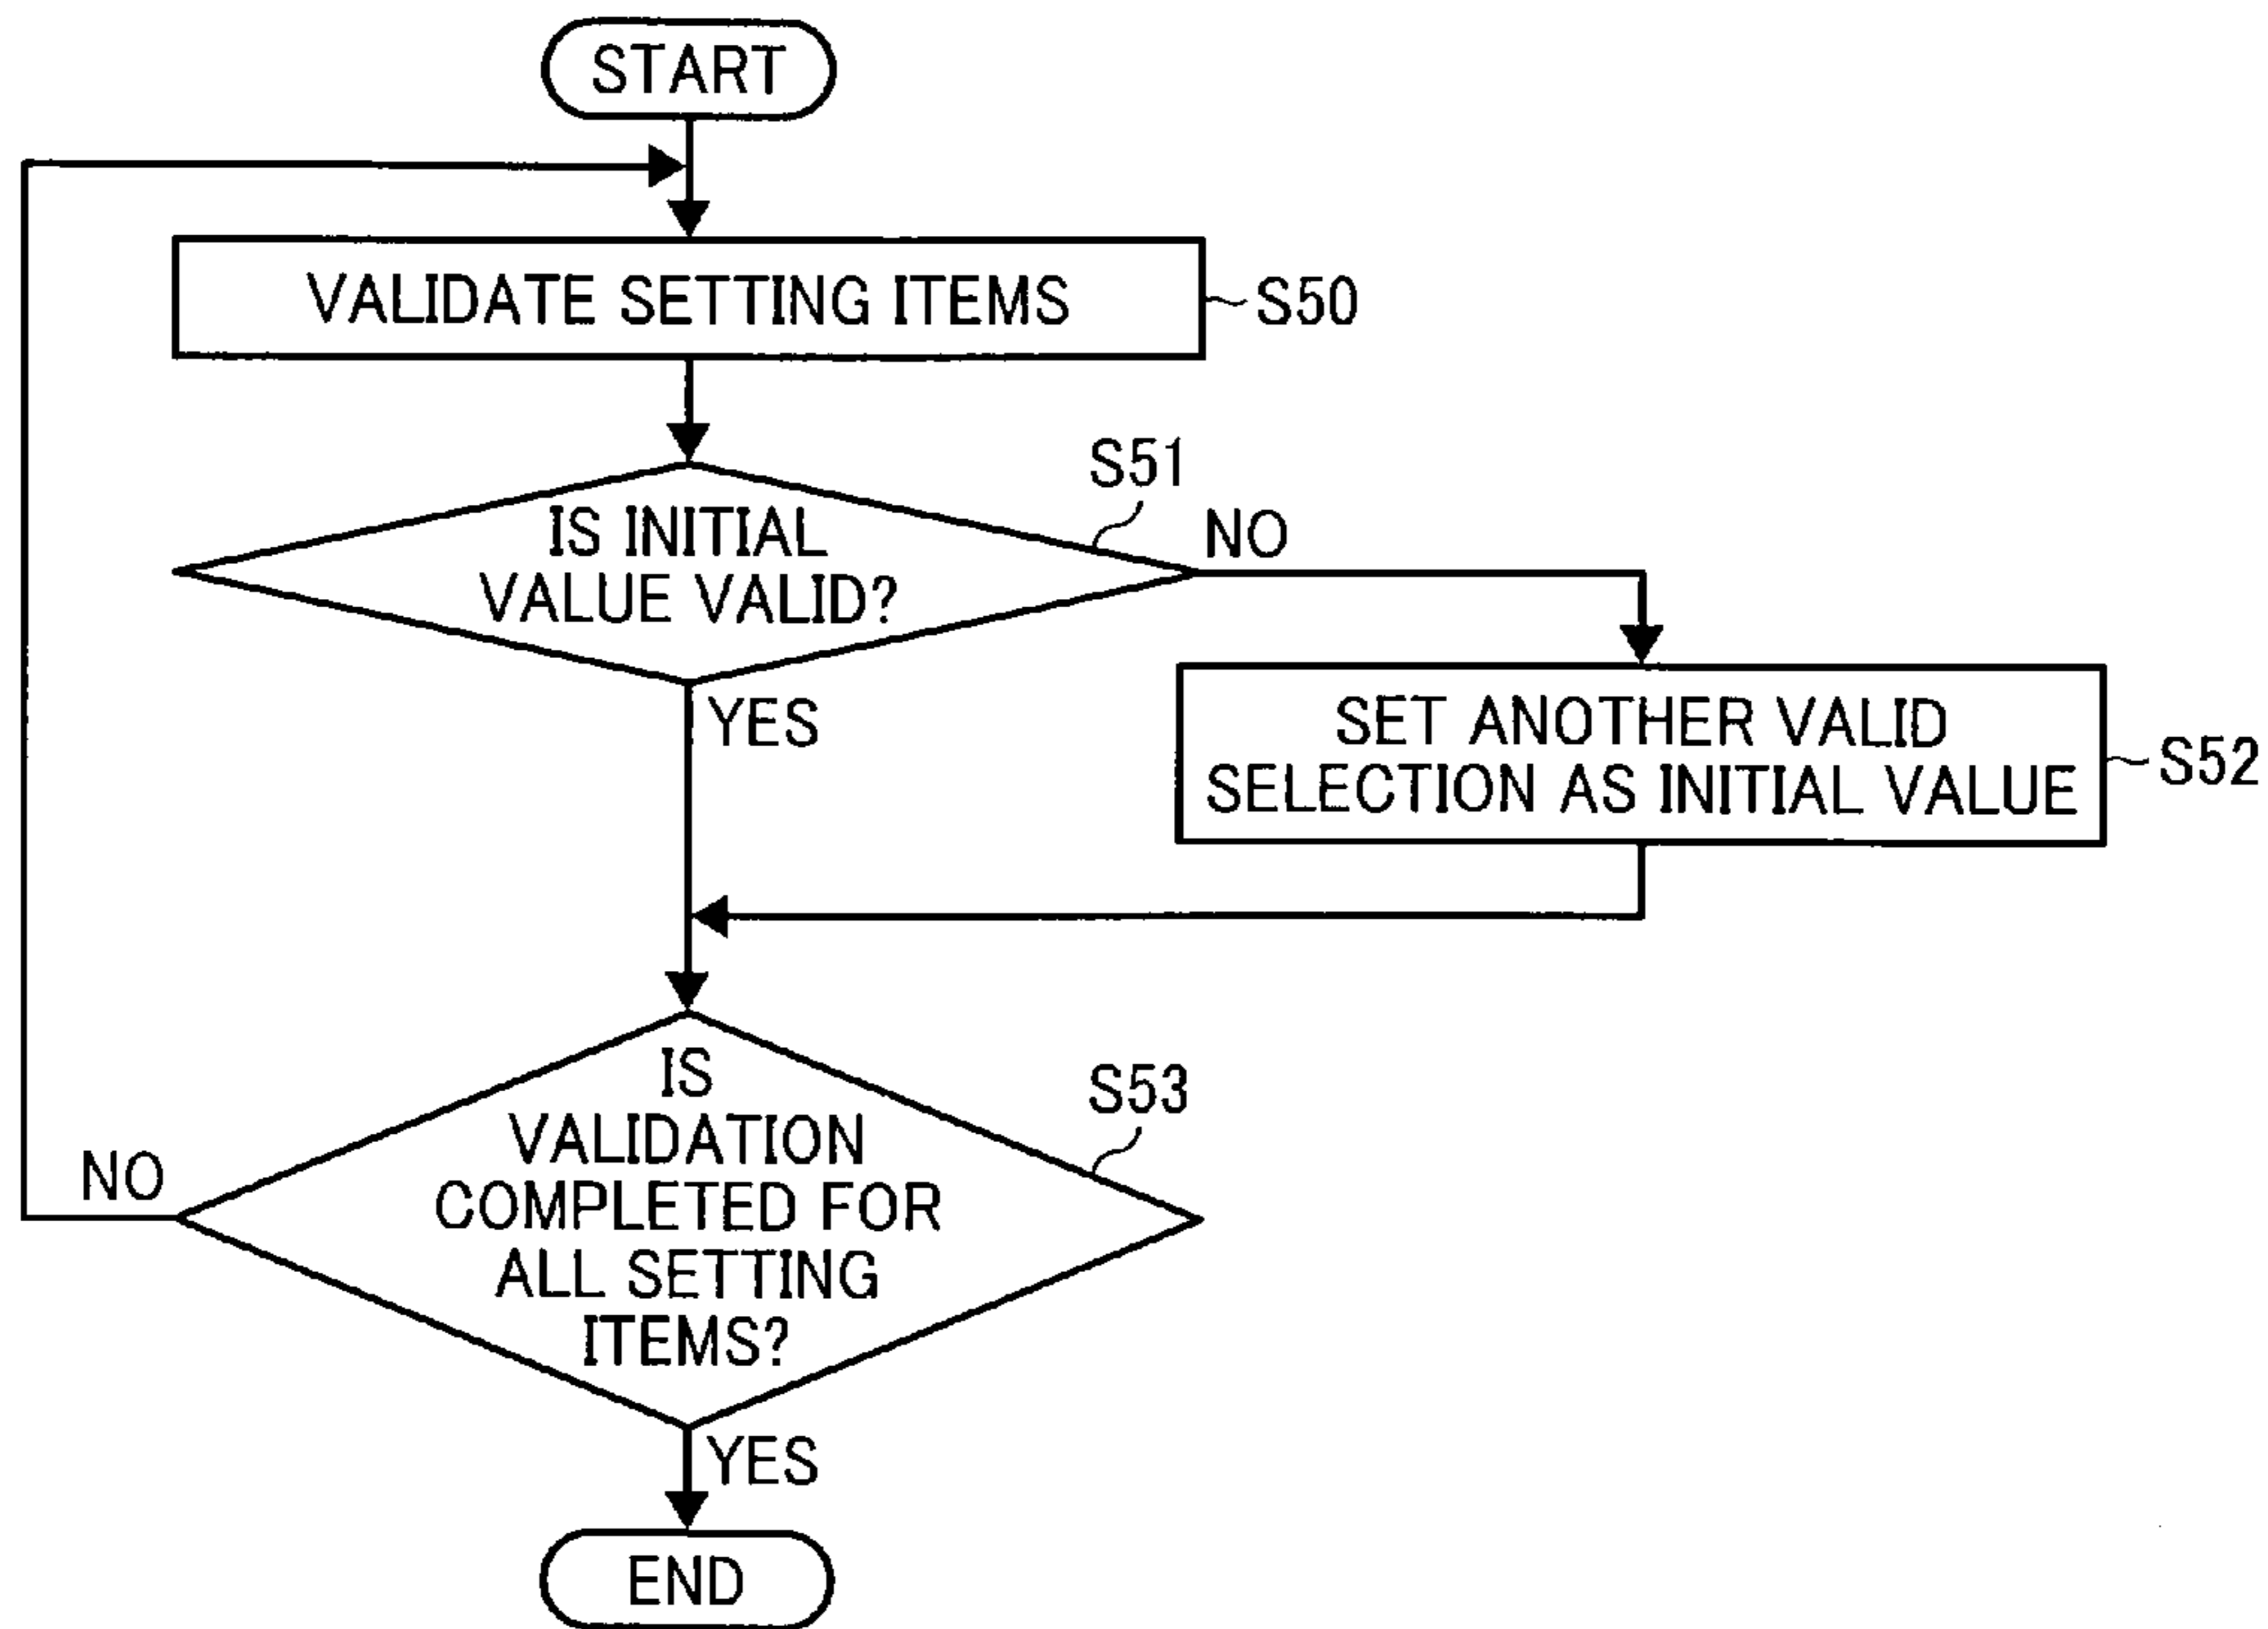 START
VALIDATE SETTING ITEMS
S50
S51
IS INITIAL
VALUE VALID?
NO
YES
SET ANOTHER VALID
SELECTION AS INITIAL VALUE
S52
IS
VALIDATION
COMPLETED FOR
ALL SETTING
ITEMS?
S53
NO
YES
END